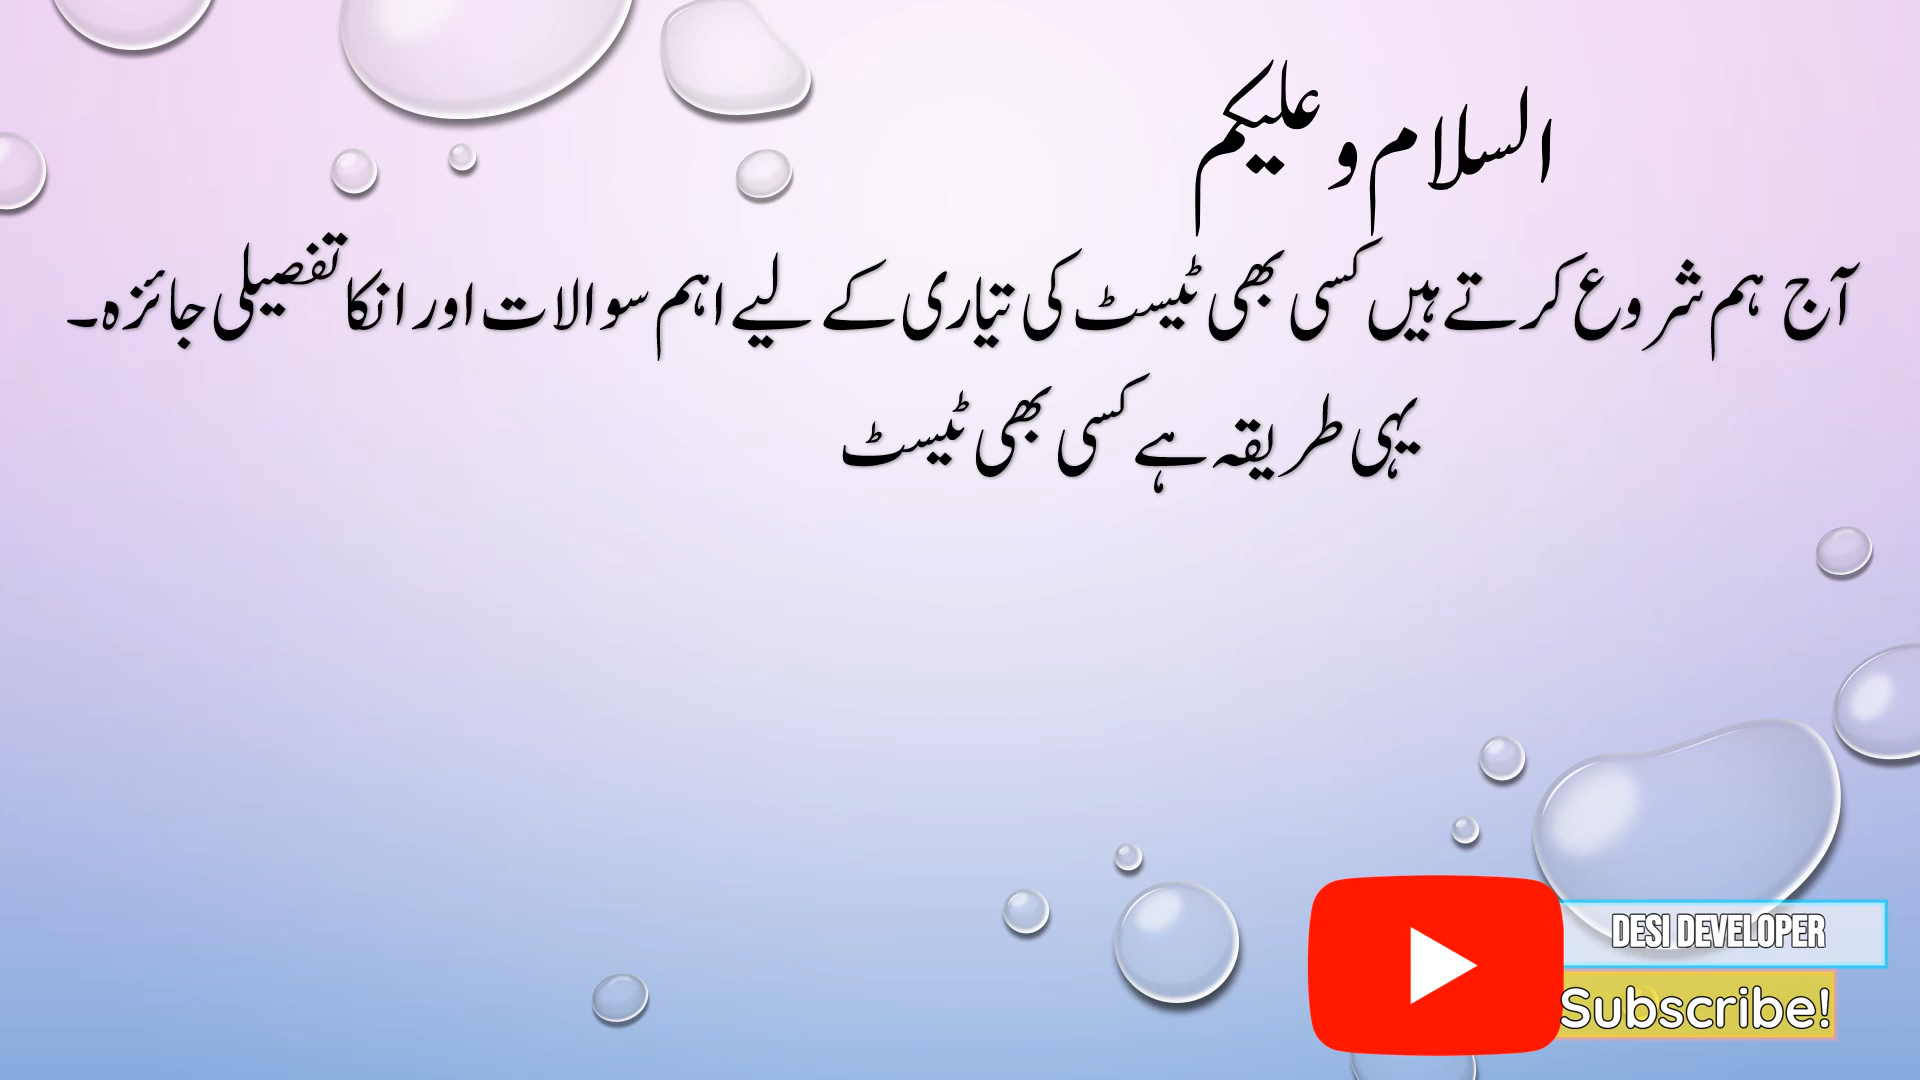 السلام و علیکم
آج ہم شروع کرتے ہیں کسی بھی ٹیسٹ کی تیاری کے لیے اہم سوالات اور انکا تفصیلی جائزہ۔
یہی طریقہ ہے کسی بھی ٹیسٹ
DESI DEVELOPER
Subscribe!